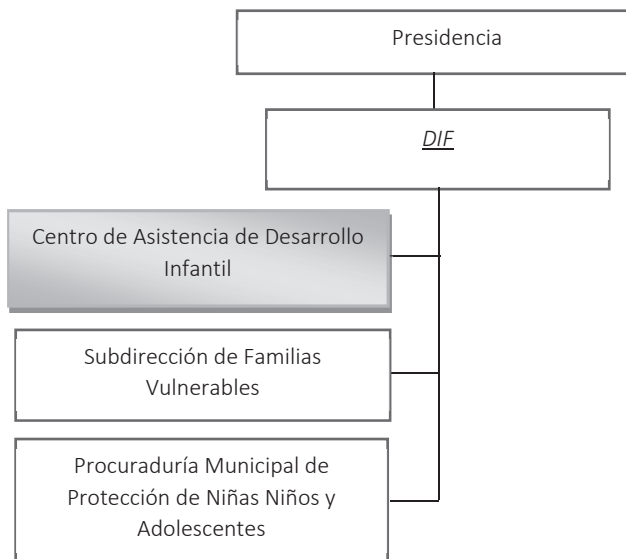 Presidencia
DIF
Centro de Asistencia de Desarrollo
Infantil
Subdirección de Familias
Vulnerables
Procuraduría Municipal de
Protección de Niñas Niños y
Adolescentes